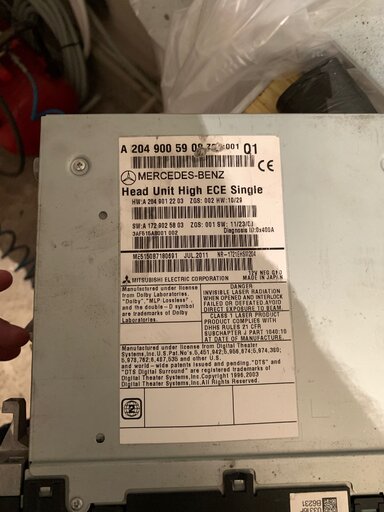 A 204 900 59 09 001 Q1
MERCEDES-BENZ
CE
Head Unit High ECE Single
HW:A 204 901 22 03 ZGS: 002 HW:10/29
SW:A 172 902 58 03 ZGS: 001 SW: 11/23/
Diagnosis ID:0x400A
3AF616A8001 002
JUL.2011
MITSUBISHI ELECTRIC CORPORATION
MADE IN JAPAN
Manufactured under license
from Dolby Laboratories.
"Dolby", "MLP Lossless"
and the double-D symbol
are trademarks of Dolby
Laboratories.
DANGER
INVISIBLE LASER RADIATION
WHEN OPENED AND INTERLOCK
FAILED OR DEFEATED AVOID
DIRECT EXPOSURE TO BEAM
CLASS 1 LASER PRODUCT
PRODUCT COMPLIES WITH
DHHS RULES 21 CFR
SUBCHAPTER J PART 1040:10
AT DATE OF MANUFACTURE.
Manufactured under license from Digital Theater
Systems,Inc.U.S.Pat.No's.5,451,942;5,956,674;5,974,380;
5,978,762;6,487,535 and other U.S.
and world - wide patents issued and pending. "DTS" and
"DTS Digital Surround" are registered trademarks of
Digital Theater Systems,Inc.Copyright 1996,2003
All Rights Reserved.